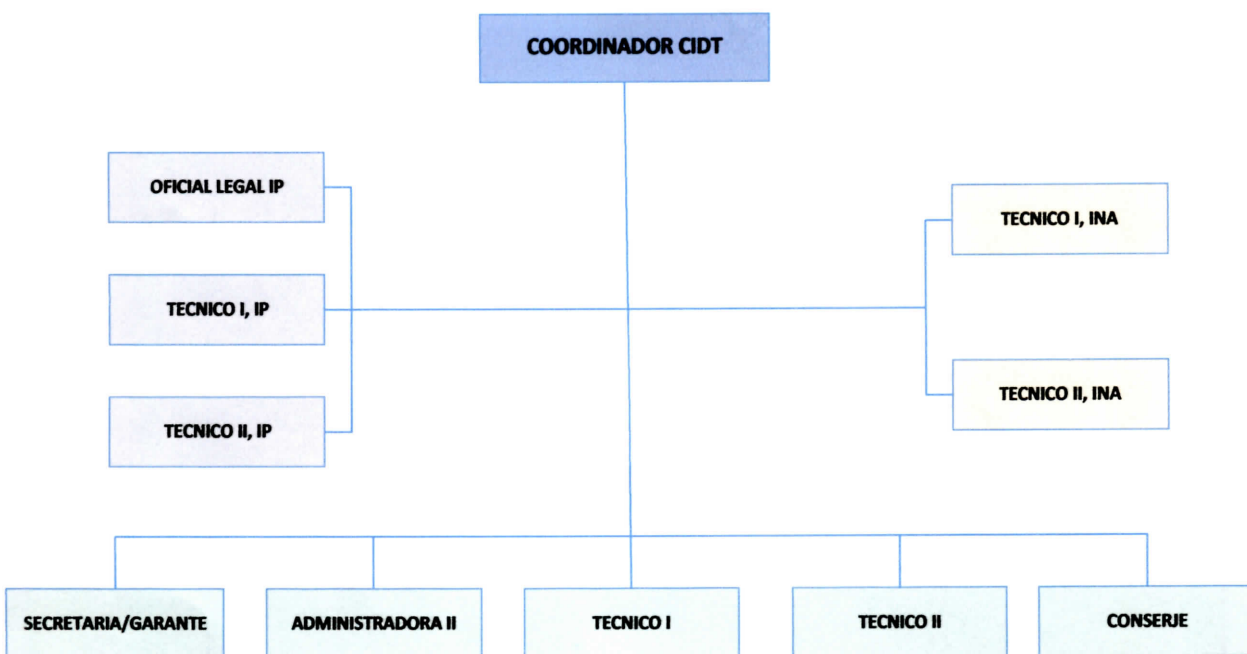 COORDINADOR CIDT
OFICIAL LEGAL IP
TECNICO I, INA
TECNICO I, IP
TECNICO II, INA
TECNICO II, IP
SECRETARIA/GARANTE
ADMINISTRADORA II
TECNICO I
TECNICO II
CONSERJE